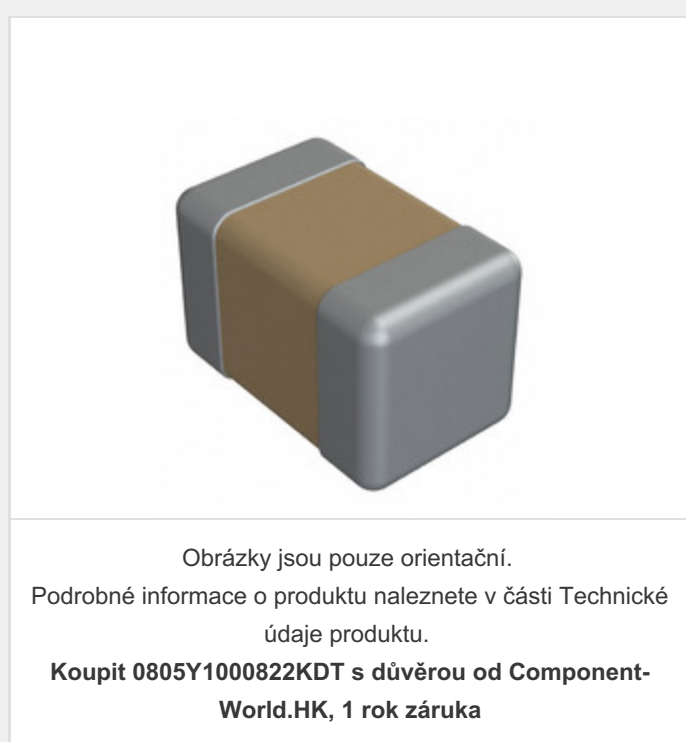 Obrázky jsou pouze orientační.
Podrobné informace o produktu naleznete v části Technické
údaje produktu.
Koupit 0805Y1000822KDT s důvěrou od Component-
World.HK, 1 rok záruka